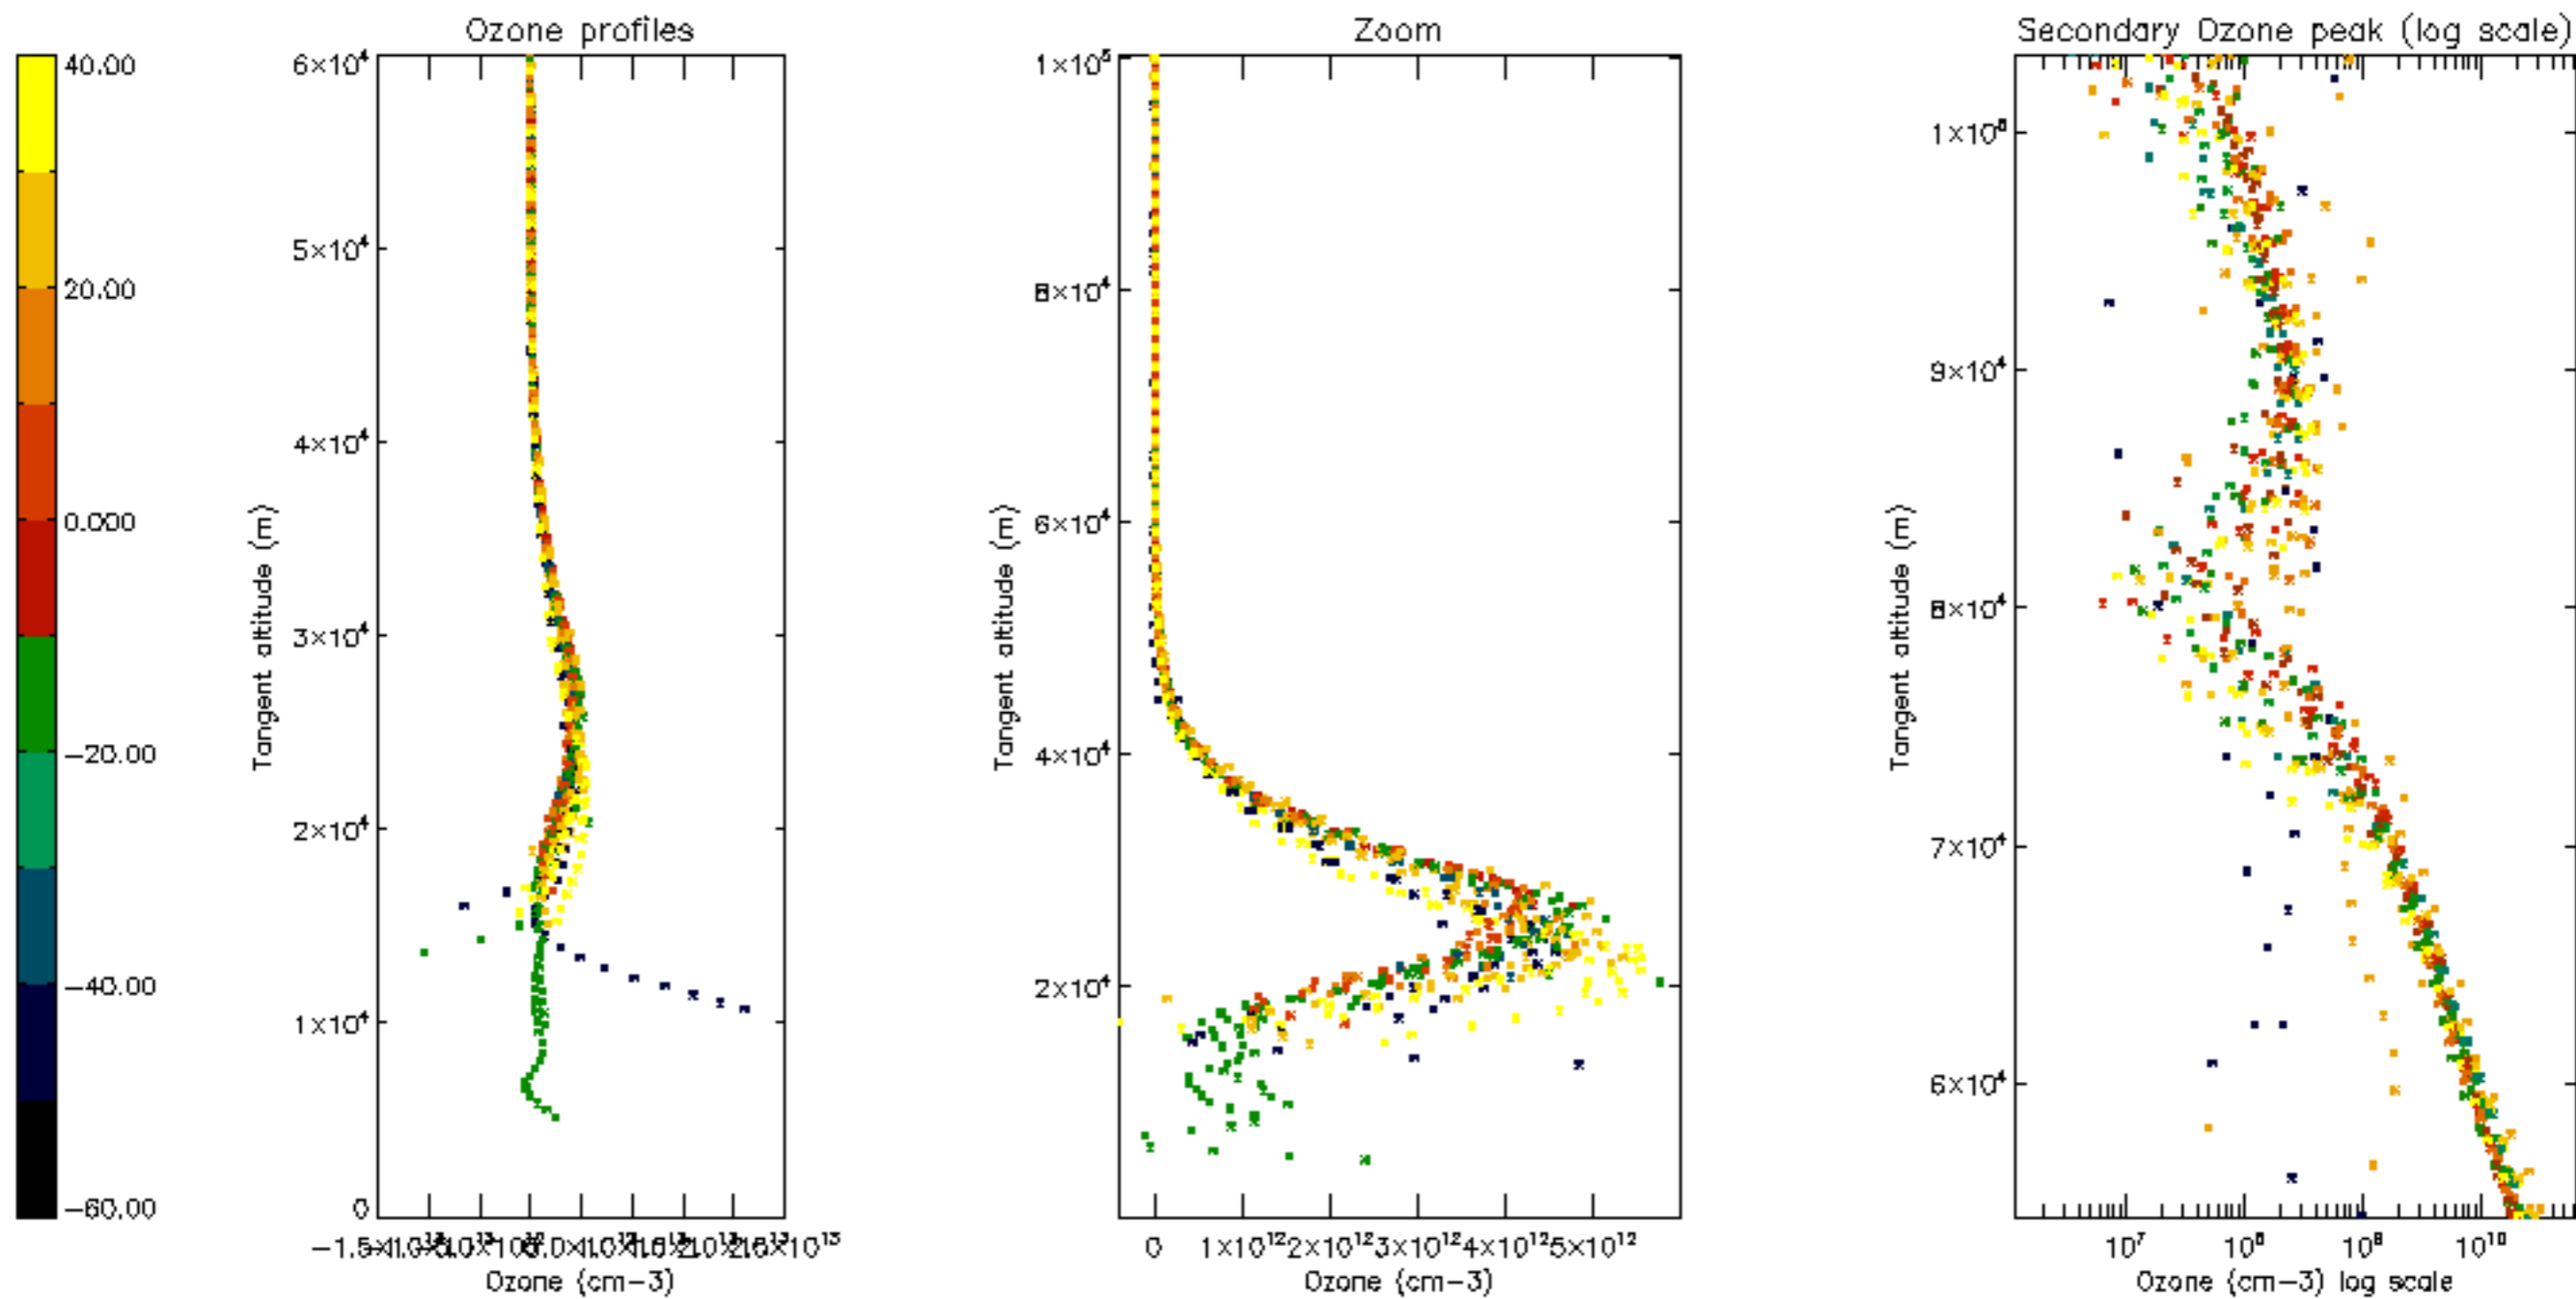 Ozone profiles
Zoom
Secondary Ozone peak (log scale)
40.00
20.00
0.000
−20.00
−40.00
−60.00
6×10⁴
5×10⁴
4×10⁴
3×10⁴
2×10⁴
1×10⁴
0
Tangent altitude (m)
Ozone (cm−3)
1×10⁵
8×10⁴
6×10⁴
4×10⁴
2×10⁴
Tangent altitude (m)
0 1×10¹² 2×10¹² 3×10¹² 4×10¹² 5×10¹²
Ozone (cm−3)
9×10⁴
8×10⁴
7×10⁴
6×10⁴
Tangent altitude (m)
10⁷ 10⁸ 10⁹ 10¹⁰
Ozone (cm−3) log scale